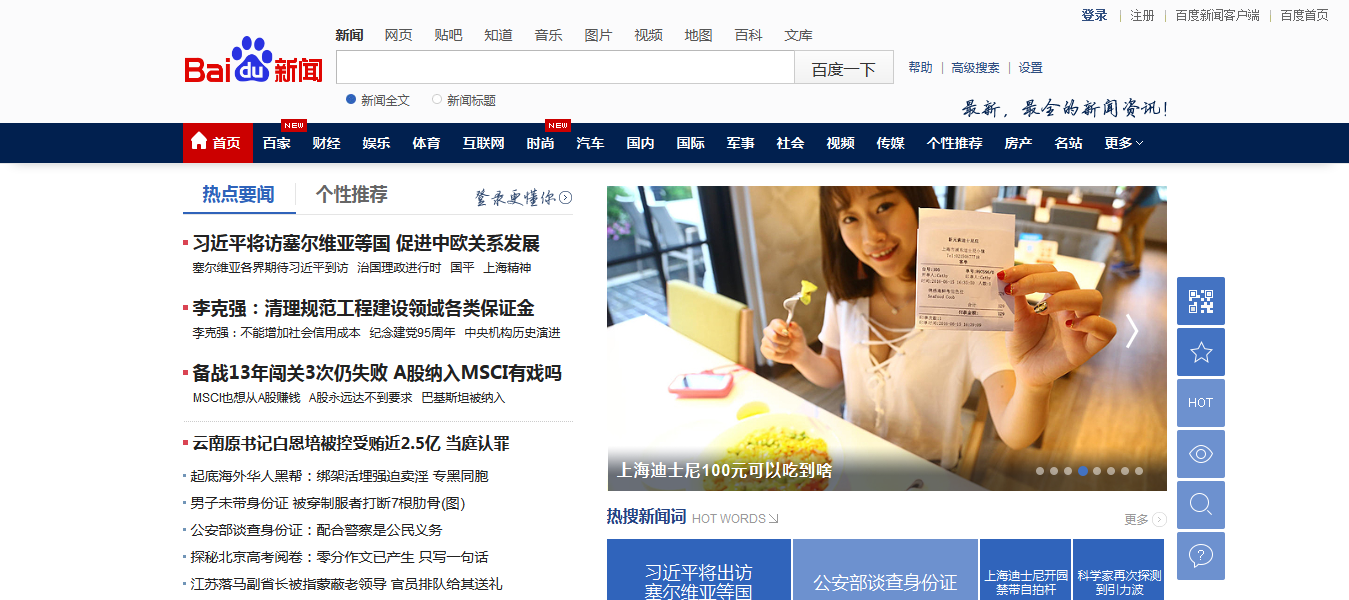 登录 | 注册 | 百度新闻客户端 | 百度首页
新闻 网页 贴吧 知道 音乐 图片 视频 地图 百科 文库
Bai du 新闻
百度一下
帮助 | 高级搜索 | 设置
新闻全文 新闻标题
最新，最全的新闻资讯！
NEW NEW
首页 百家 财经 娱乐 体育 互联网 时尚 汽车 国内 国际 军事 社会 视频 传媒 个性推荐 房产 名站 更多
热点要闻 个性推荐 登录更懂你
习近平将访塞尔维亚等国 促进中欧关系发展
塞尔维亚各界期待习近平到访 治国理政进行时 国平 上海精神
李克强：清理规范工程建设领域各类保证金
李克强：不能增加社会信用成本 纪念建党95周年 中央机构历史演进
备战13年闯关3次仍失败 A股纳入MSCI有戏吗
MSCI也想从A股赚钱 A股永远达不到要求 巴基斯坦被纳入
云南原书记白恩培被控受贿近2.5亿 当庭认罪
起底海外华人黑帮：绑架活埋强迫卖淫 专黑同胞
男子未带身份证 被穿制服者打断7根肋骨(图)
公安部谈查身份证：配合警察是公民义务
探秘北京高考阅卷：零分作文已产生 只写一句话
江苏落马副省长被指蒙蔽老领导 官员排队给其送礼
上海迪士尼100元可以吃到啥
热搜新闻词 HOT WORDS
更多
习近平将出访
塞尔维亚等国
公安部谈查身份证
上海迪士尼开园
禁带自拍杆
科学家再次探测
到引力波
HOT
?